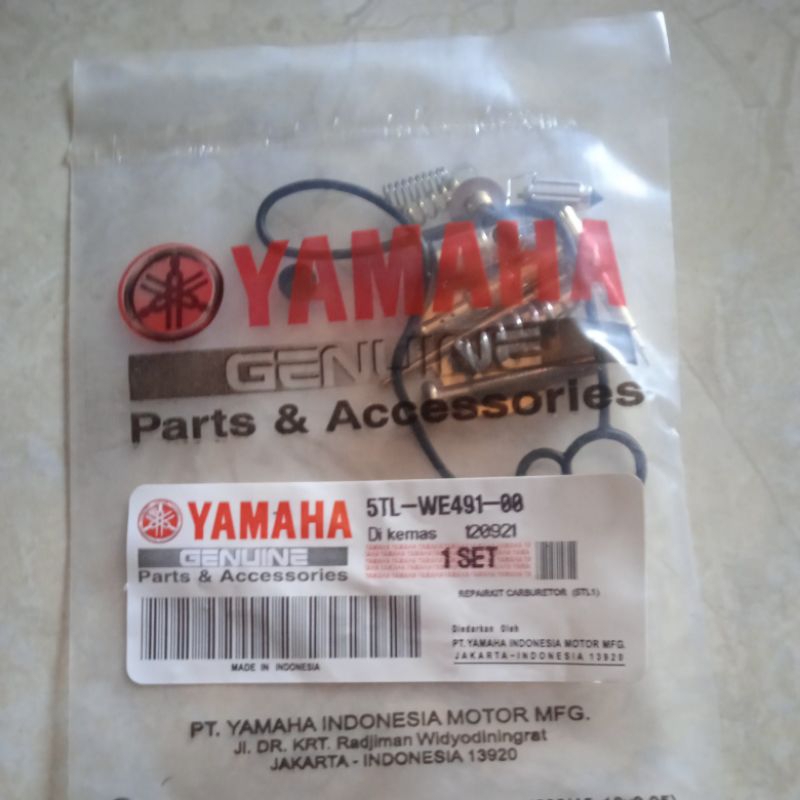 YAMAHA
GENUINE
Parts & Accessories
YAMAHA
GENUINE
Parts & Accessories
5TL-WE491-00
Di kemas 120921
1 SET
REPAIRKIT CARBURETOR (5TL1)
Diedarkan Oleh
PT. YAMAHA INDONESIA MOTOR MFG.
JAKARTA-INDONESIA 13920
MADE IN INDONESIA
PT. YAMAHA INDONESIA MOTOR MFG.
Jl. DR. KRT. Radjiman Widyodiningrat
JAKARTA - INDONESIA 13920